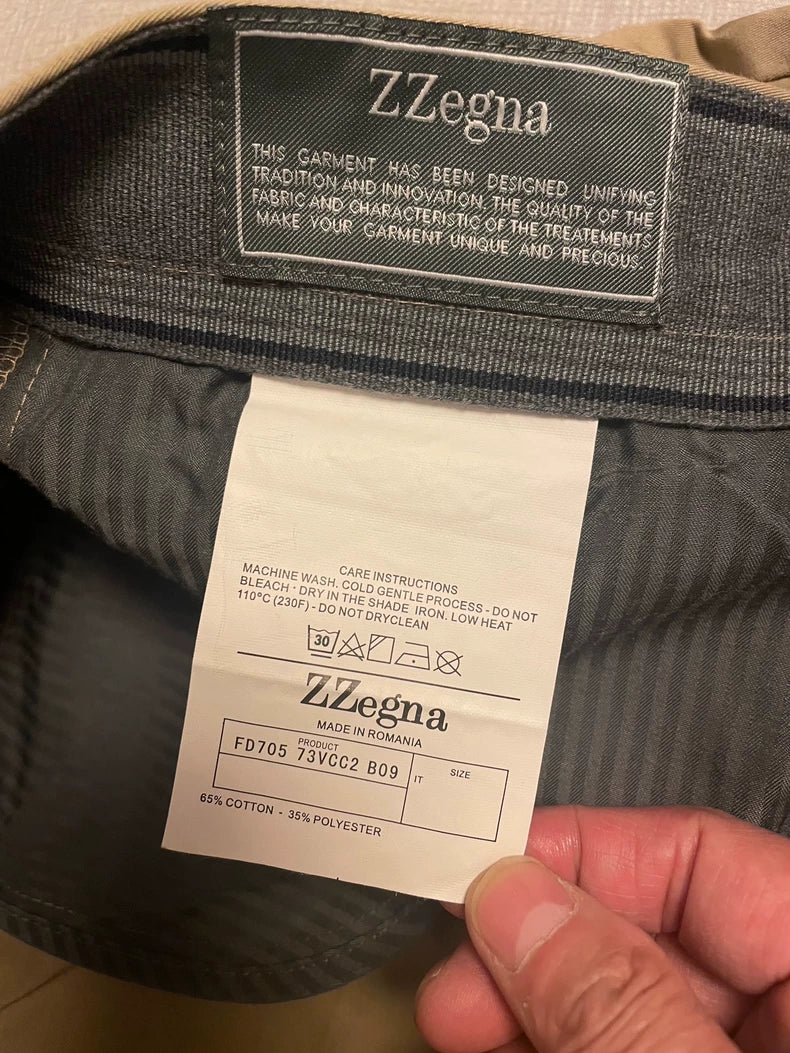 ZZegna
THIS GARMENT HAS BEEN DESIGNED UNIFYING
TRADITION AND INNOVATION, THE QUALITY OF THE
FABRIC AND CHARACTERISTIC OF THE TREATEMENTS
MAKE YOUR GARMENT UNIQUE AND PRECIOUS.
CARE INSTRUCTIONS
MACHINE WASH. COLD GENTLE PROCESS - DO NOT
BLEACH · DRY IN THE SHADE IRON. LOW HEAT
110°C (230F) - DO NOT DRYCLEAN
30
ZZegna
MADE IN ROMANIA
PRODUCT
FD705 73VCC2 B09
IT SIZE
65% COTTON - 35% POLYESTER